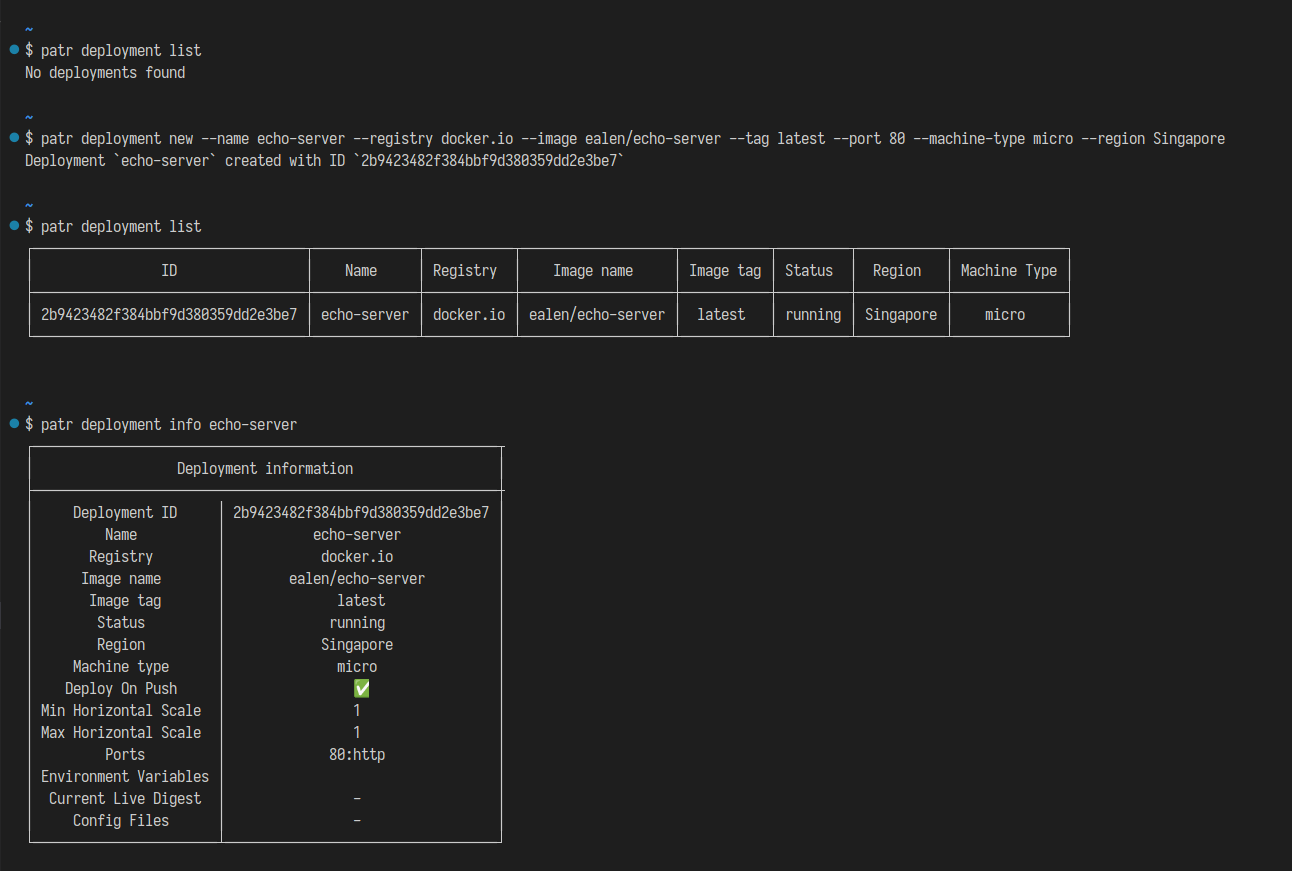 ~
$ patr deployment list
No deployments found
~
$ patr deployment new --name echo-server --registry docker.io --image ealen/echo-server --tag latest --port 80 --machine-type micro --region Singapore
Deployment `echo-server` created with ID `2b9423482f384bbf9d380359dd2e3be7`
~
$ patr deployment list
ID Name Registry Image name Image tag Status Region Machine Type
2b9423482f384bbf9d380359dd2e3be7 echo-server docker.io ealen/echo-server latest running Singapore micro
~
$ patr deployment info echo-server
Deployment information
Deployment ID 2b9423482f384bbf9d380359dd2e3be7
Name echo-server
Registry docker.io
Image name ealen/echo-server
Image tag latest
Status running
Region Singapore
Machine type micro
Deploy On Push ✅
Min Horizontal Scale 1
Max Horizontal Scale 1
Ports 80:http
Environment Variables
Current Live Digest -
Config Files -